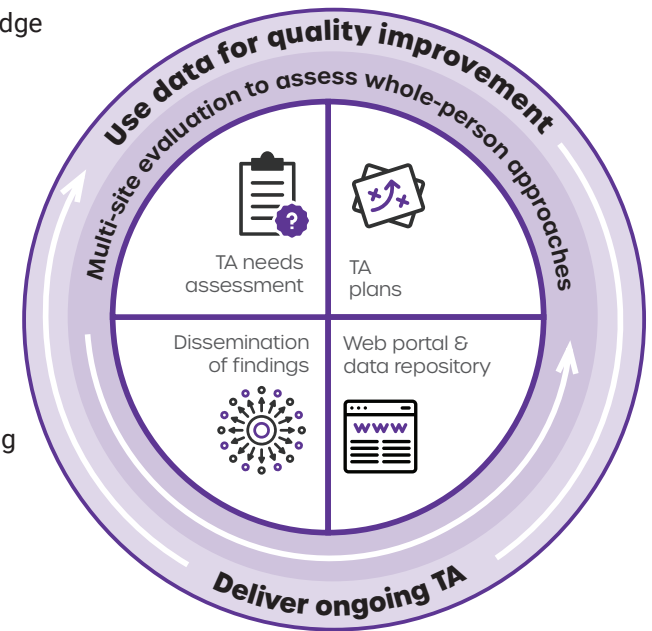 dge
Use data for quality improvement
Multi-site evaluation to assess whole-person approaches
TA needs
assessment
TA
plans
Dissemination
of findings
Web portal &
data repository
www
g
Deliver ongoing TA